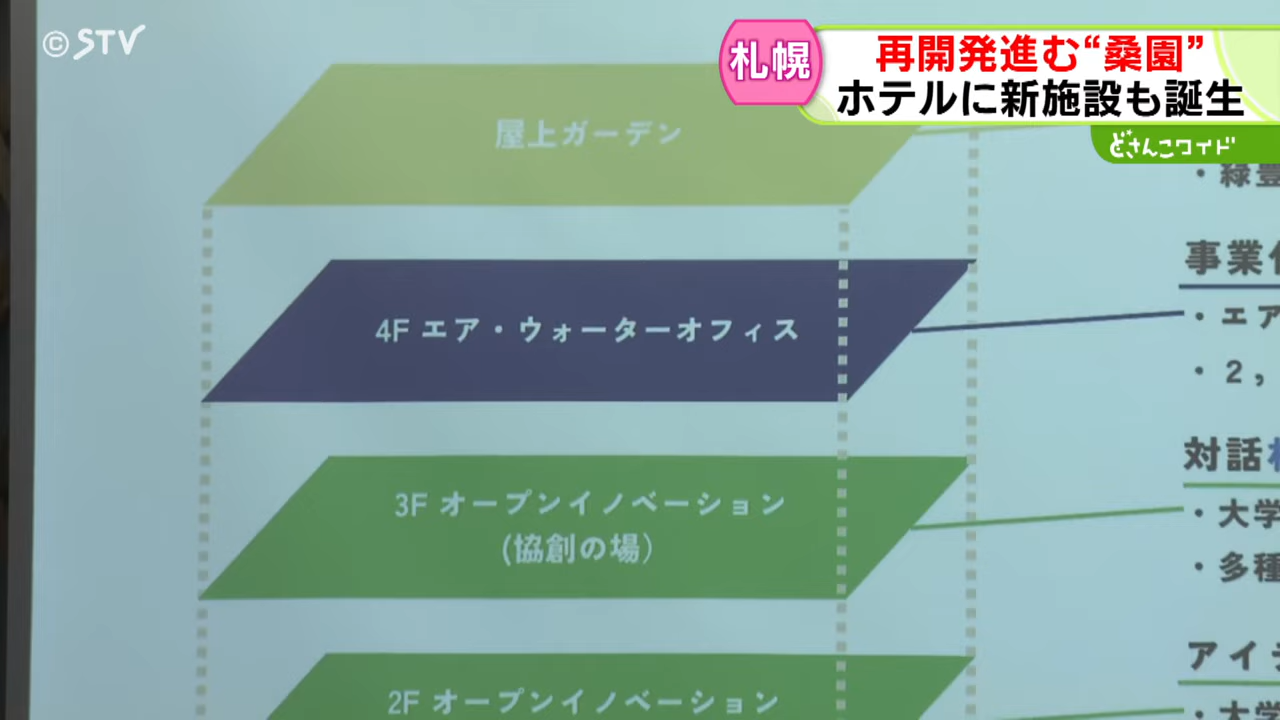 © STV
札幌
再開発進む“桑園”
ホテルに新施設も誕生
どさんこワイド
屋上ガーデン
・緑豊
4F エア・ウォーターオフィス
事業
・エア
・2,
3F オープンイノベーション
(協創の場)
対話
・大学
・多種
2F オープンイノベーション
アイデ
・大学